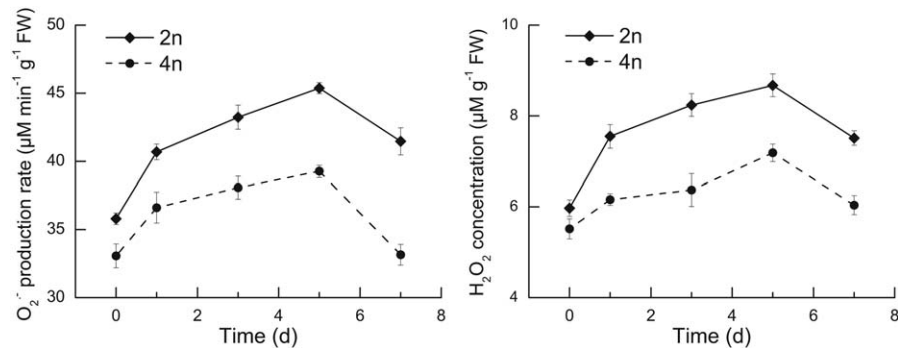 50
45
40
35
30
O₂·⁻ production rate (μM min⁻¹ g⁻¹ FW)
2n
4n
0 2 4 6 8
Time (d)
10
8
6
4
H₂O₂ concentration (μM g⁻¹ FW)
2n
4n
0 2 4 6 8
Time (d)